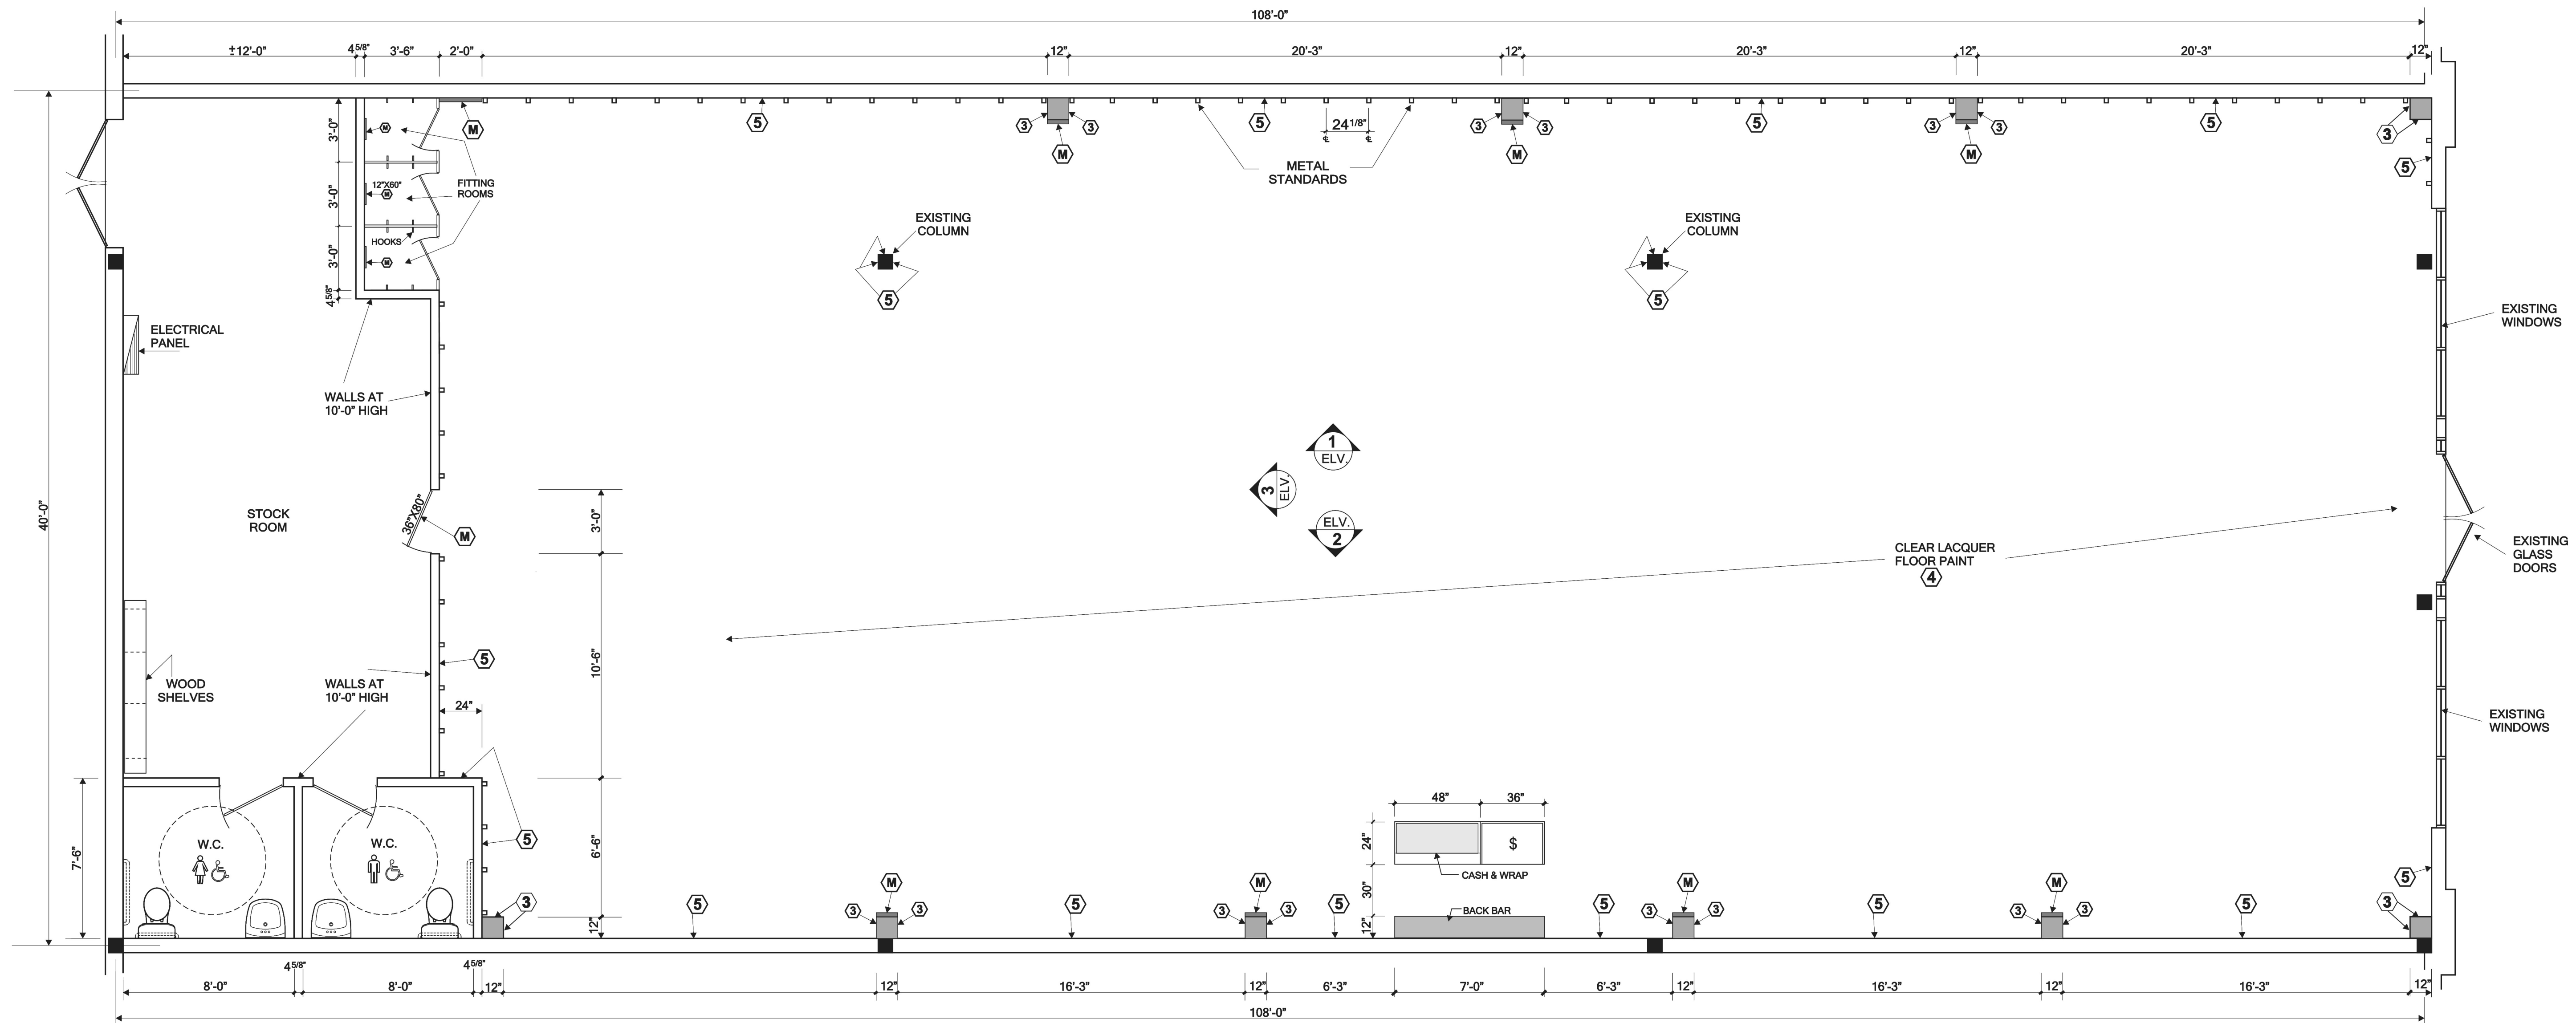 108'-0"
±12'-0"
4 5/8"
3'-6"
2'-0"
12"
20'-3"
12"
20'-3"
12"
20'-3"
12"
3'-0"
M
M
5
3
3
M
5
24 1/8"
℄
℄
3
3
M
5
3
3
M
5
3
5
METAL
STANDARDS
3'-0"
12"X60"
M
FITTING
ROOMS
HOOKS
3'-0"
M
4 5/8"
EXISTING
COLUMN
5
EXISTING
COLUMN
5
ELECTRICAL
PANEL
EXISTING
WINDOWS
WALLS AT
10'-0" HIGH
1
ELV.
3
ELV.
ELV.
2
40'-0"
STOCK
ROOM
36"X80"
M
3'-0"
CLEAR LACQUER
FLOOR PAINT
4
EXISTING
GLASS
DOORS
WOOD
SHELVES
WALLS AT
10'-0" HIGH
5
10'-6"
24"
EXISTING
WINDOWS
7'-6"
W.C.
W.C.
5
6'-6"
48"
36"
24"
$
CASH & WRAP
30"
BACK BAR
12"
3
12"
5
M
3
3
5
M
3
3
5
5
M
3
3
5
M
3
3
5
5
3
8'-0"
4 5/8"
8'-0"
4 5/8"
12"
12"
16'-3"
12"
6'-3"
7'-0"
6'-3"
12"
16'-3"
12"
16'-3"
12"
108'-0"